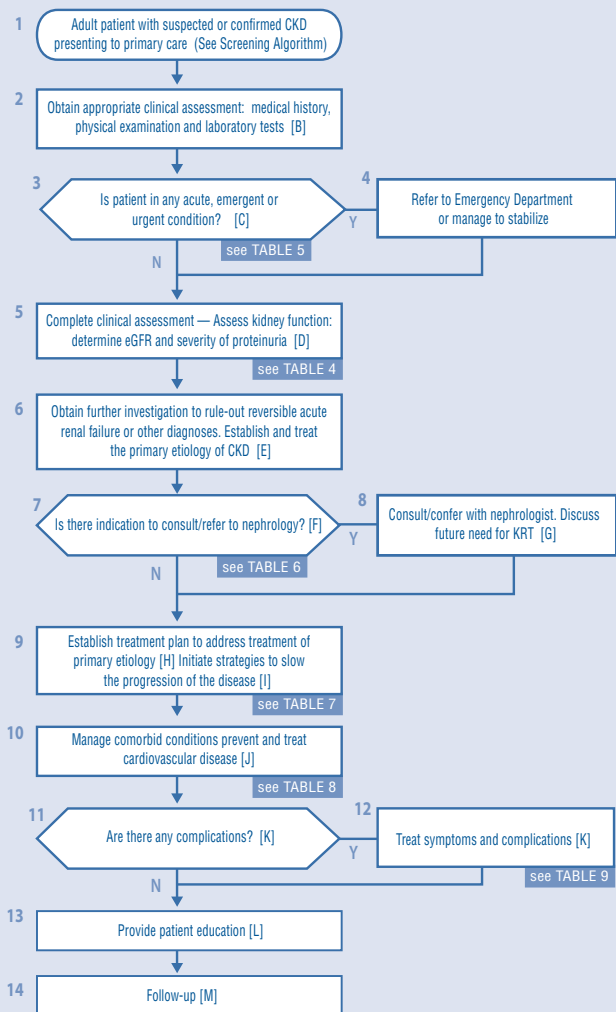 1
Adult patient with suspected or confirmed CKD
presenting to primary care (See Screening Algorithm)
2
Obtain appropriate clinical assessment: medical history,
physical examination and laboratory tests [B]
3
Is patient in any acute, emergent or
urgent condition? [C]
see TABLE 5
Y
N
4
Refer to Emergency Department
or manage to stabilize
5
Complete clinical assessment — Assess kidney function:
determine eGFR and severity of proteinuria [D]
see TABLE 4
6
Obtain further investigation to rule-out reversible acute
renal failure or other diagnoses. Establish and treat
the primary etiology of CKD [E]
7
Is there indication to consult/refer to nephrology? [F]
see TABLE 6
Y
N
8
Consult/confer with nephrologist. Discuss
future need for KRT [G]
9
Establish treatment plan to address treatment of
primary etiology [H] Initiate strategies to slow
the progression of the disease [I]
see TABLE 7
10
Manage comorbid conditions prevent and treat
cardiovascular disease [J]
see TABLE 8
11
Are there any complications? [K]
Y
N
12
Treat symptoms and complications [K]
see TABLE 9
13
Provide patient education [L]
14
Follow-up [M]